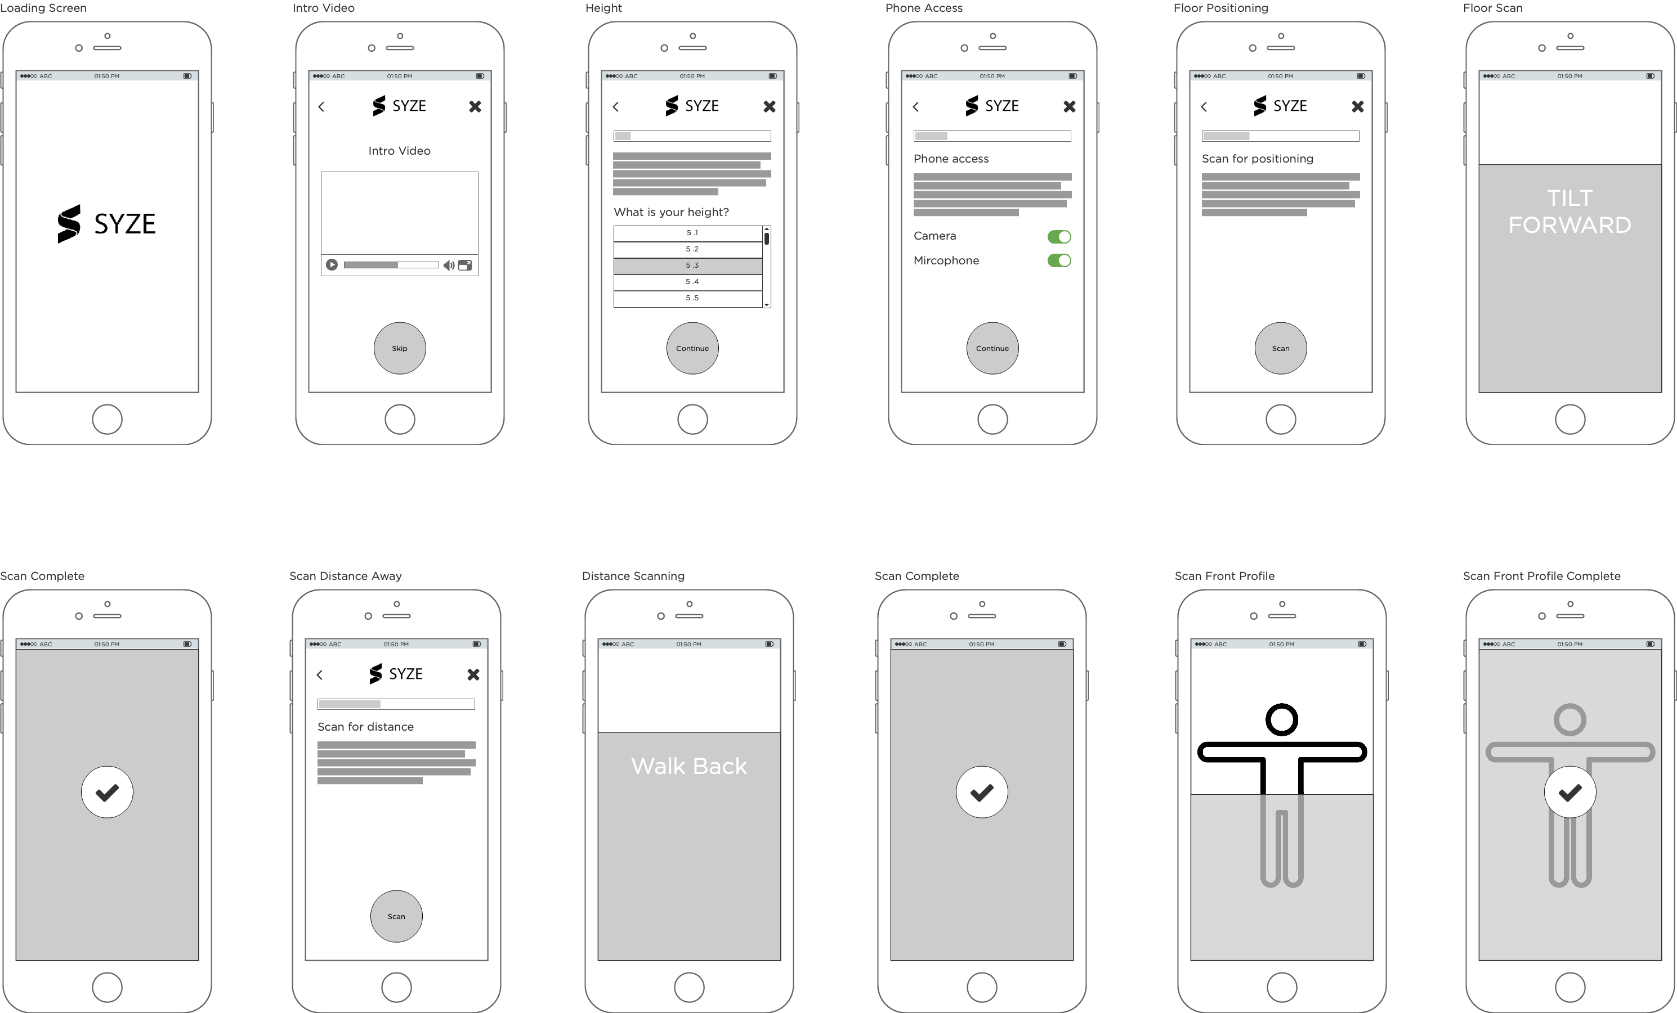 Loading Screen
Intro Video
Height
Phone Access
Floor Positioning
Floor Scan
ABC 01:50 PM
SYZE
ABC 01:50 PM
SYZE
Intro Video
Skip
ABC 01:50 PM
SYZE
What is your height?
5 .1
5 .2
5 .3
5 .4
5 .5
Continue
ABC 01:50 PM
SYZE
Phone access
Camera
Mircophone
Continue
ABC 01:50 PM
SYZE
Scan for positioning
Scan
ABC 01:50 PM
TILT
FORWARD
Scan Complete
Scan Distance Away
Distance Scanning
Scan Complete
Scan Front Profile
Scan Front Profile Complete
ABC 01:50 PM
ABC 01:50 PM
SYZE
Scan for distance
Scan
ABC 01:50 PM
Walk Back
ABC 01:50 PM
ABC 01:50 PM
ABC 01:50 PM